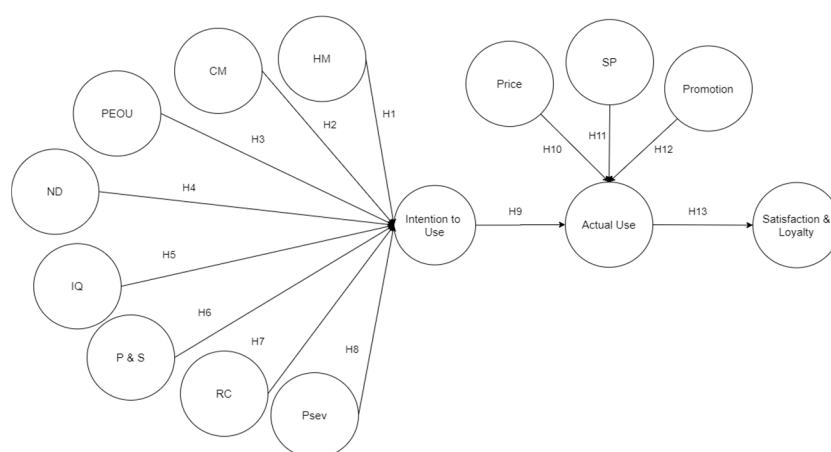 HM
CM
H1
H2
PEOU
H3
ND
H4
IQ
H5
P & S
H6
RC
H7
Psev
H8
Intention to
Use
H9
Price
SP
Promotion
H10
H11
H12
Actual Use
H13
Satisfaction &
Loyalty